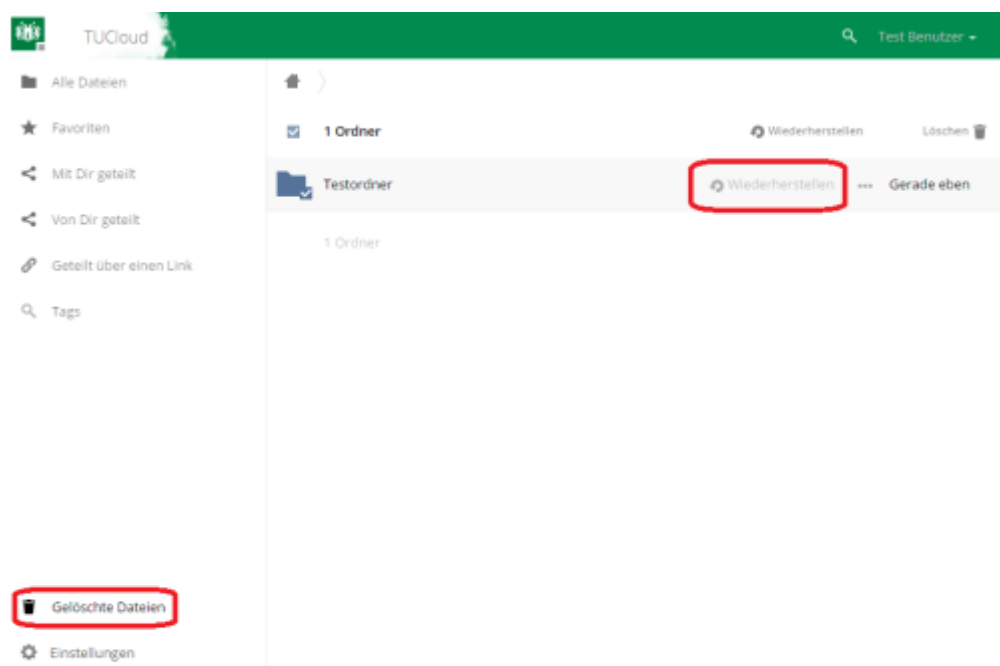 TUCloud
Test Benutzer
Alle Dateien
Favoriten
Mit Dir geteilt
Von Dir geteilt
Geteilt über einen Link
Tags
1 Ordner Wiederherstellen Löschen
Testordner Wiederherstellen ... Gerade eben
1 Ordner
Gelöschte Dateien
Einstellungen